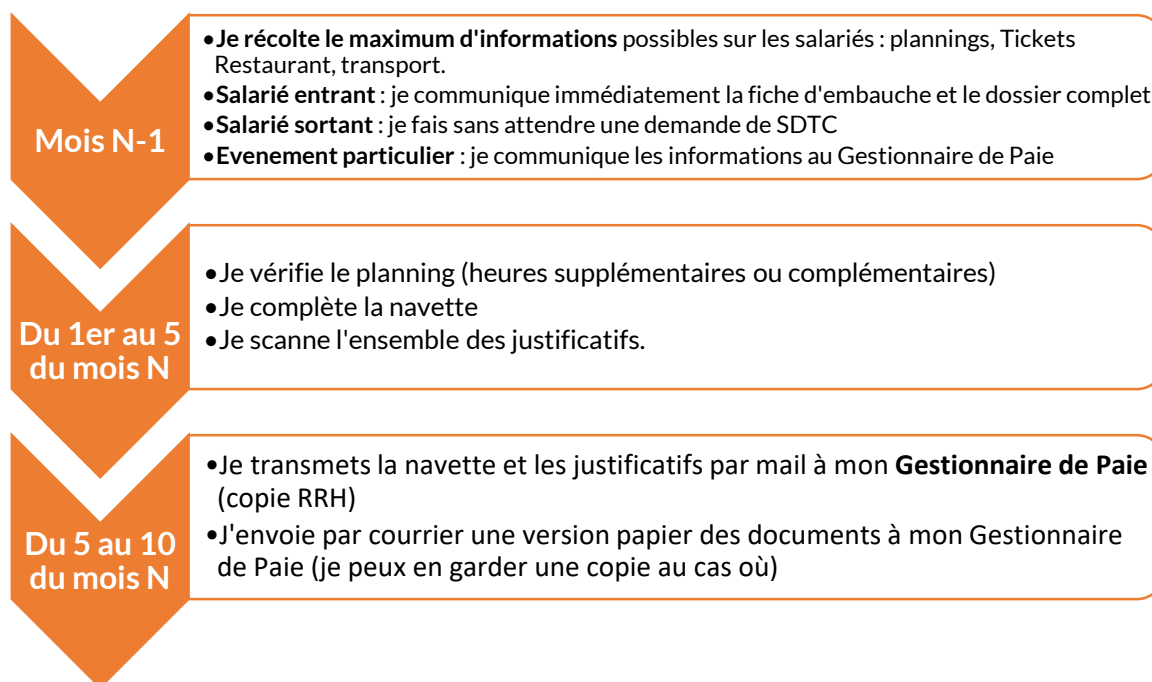 Mois N-1
•Je récolte le maximum d'informations possibles sur les salariés : plannings, Tickets
Restaurant, transport.
•Salarié entrant : je communique immédiatement la fiche d'embauche et le dossier complet
•Salarié sortant : je fais sans attendre une demande de SDTC
•Evenement particulier : je communique les informations au Gestionnaire de Paie
Du 1er au 5
du mois N
•Je vérifie le planning (heures supplémentaires ou complémentaires)
•Je complète la navette
•Je scanne l'ensemble des justificatifs.
Du 5 au 10
du mois N
•Je transmets la navette et les justificatifs par mail à mon Gestionnaire de Paie
(copie RRH)
•J'envoie par courrier une version papier des documents à mon Gestionnaire
de Paie (je peux en garder une copie au cas où)